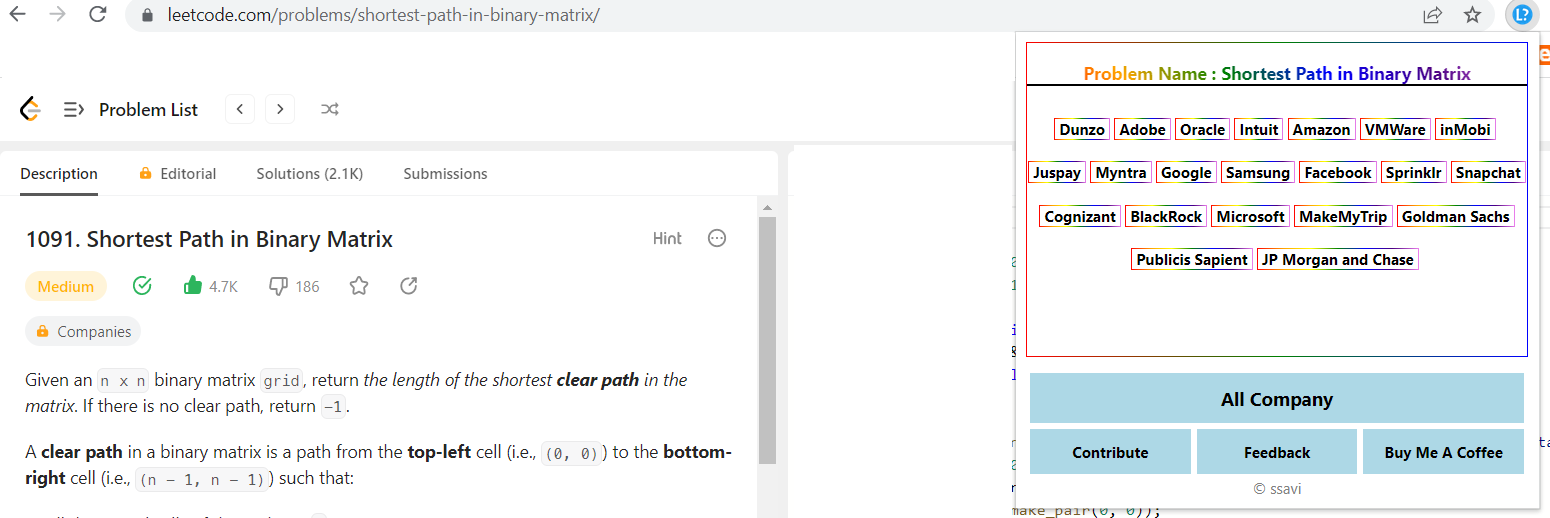 leetcode.com/problems/shortest-path-in-binary-matrix/
L?
Problem List
Description Editorial Solutions (2.1K) Submissions
1091. Shortest Path in Binary Matrix Hint
Medium 4.7K 186
Companies
Given an n x n binary matrix grid, return the length of the shortest clear path in the
matrix. If there is no clear path, return -1.
A clear path in a binary matrix is a path from the top-left cell (i.e., (0, 0)) to the bottom-
right cell (i.e., (n - 1, n - 1)) such that:
Problem Name : Shortest Path in Binary Matrix
Dunzo Adobe Oracle Intuit Amazon VMWare inMobi
Juspay Myntra Google Samsung Facebook Sprinklr Snapchat
Cognizant BlackRock Microsoft MakeMyTrip Goldman Sachs
Publicis Sapient JP Morgan and Chase
All Company
Contribute Feedback Buy Me A Coffee
© ssavi
make_pair(0, 0));